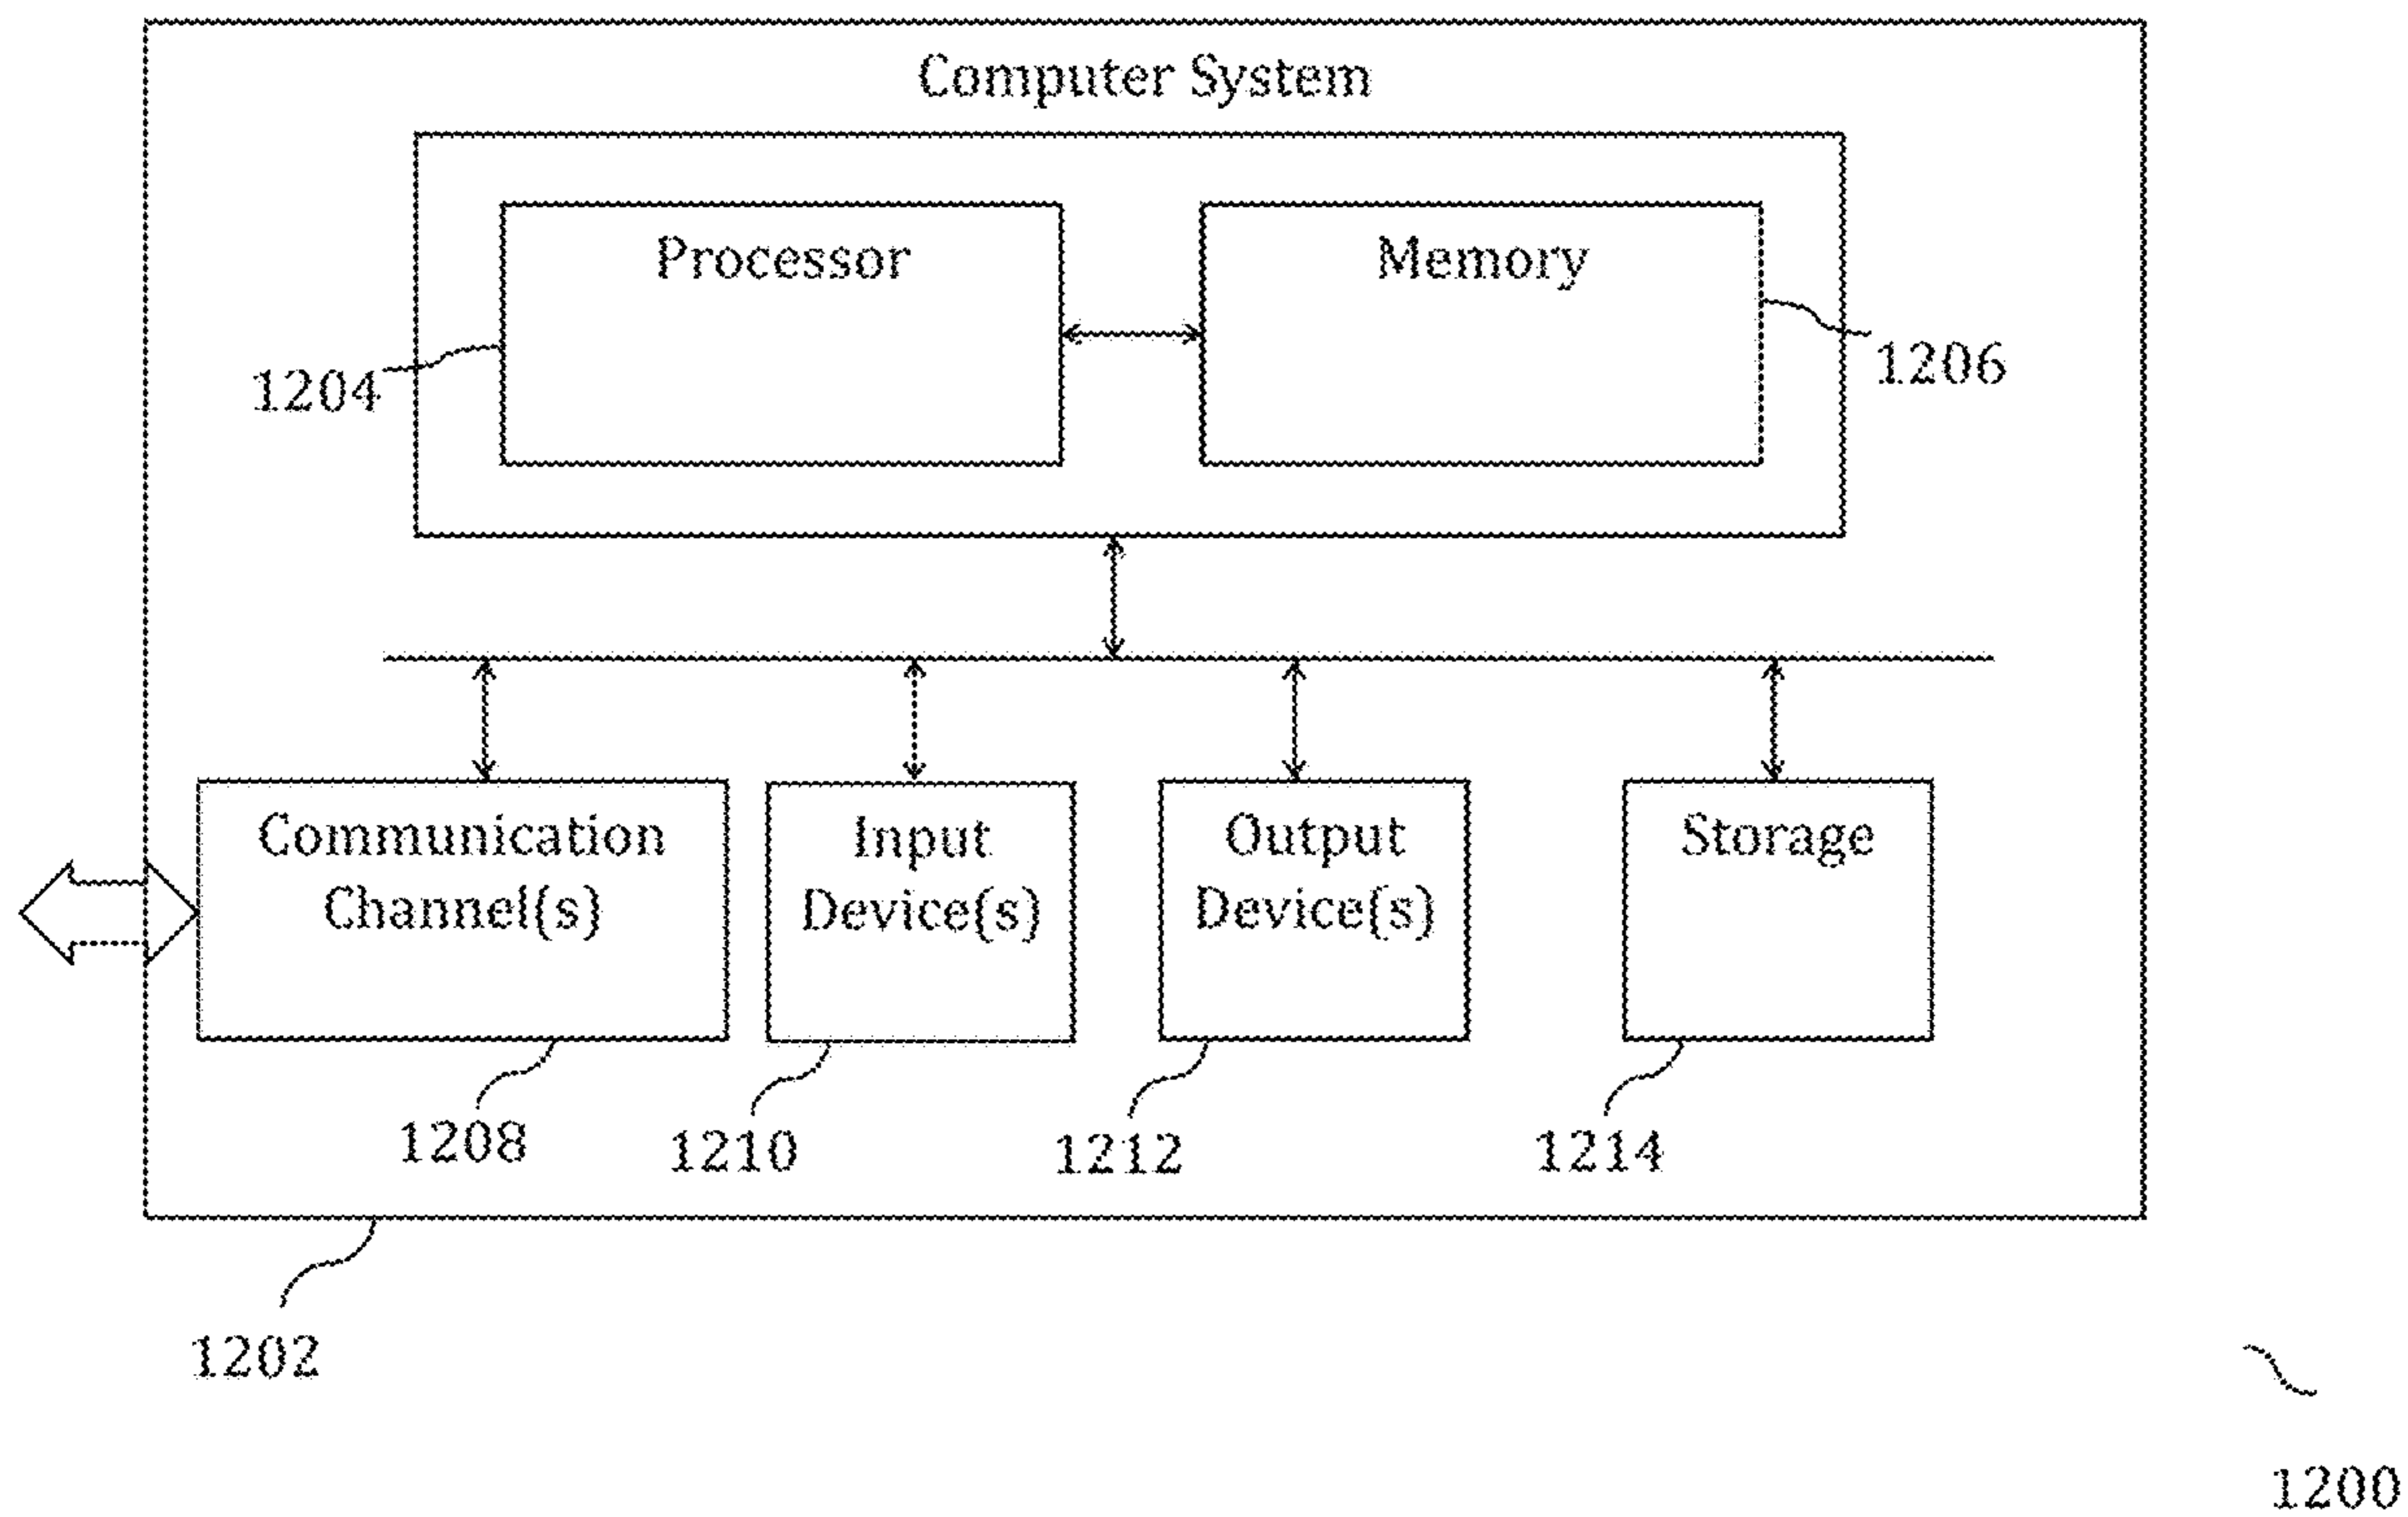 Computer System
Processor
Memory
1204
1206
Communication
Channel(s)
Input
Device(s)
Output
Device(s)
Storage
1208
1210
1212
1214
1202
1200